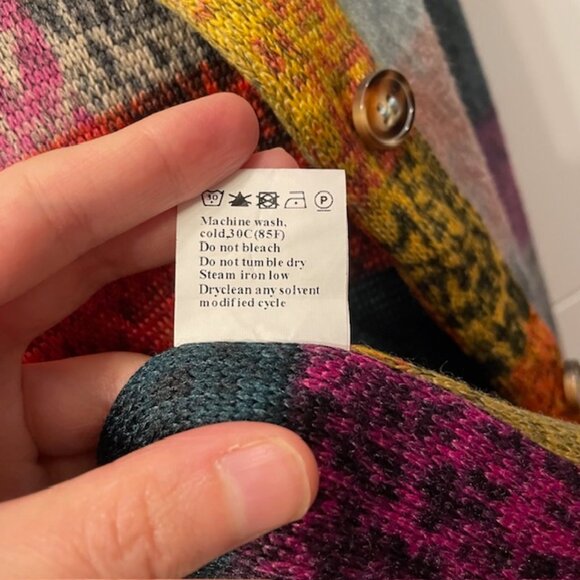 30 P
Machine wash,
cold,30C(85F)
Do not bleach
Do not tumble dry
Steam iron low
Dryclean any solvent
modified cycle